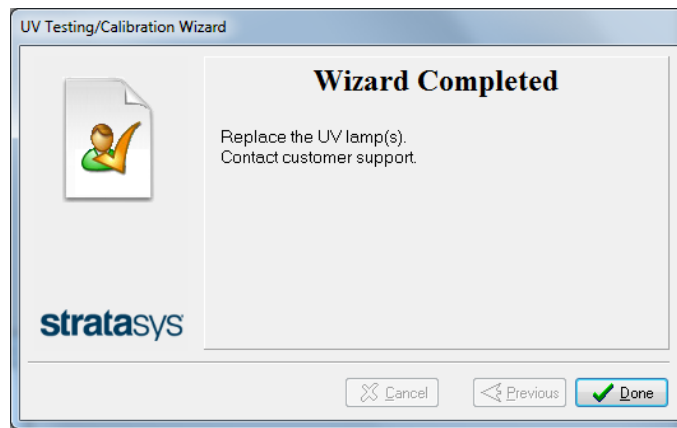 UV Testing/Calibration Wizard
Wizard Completed
Replace the UV lamp(s).
Contact customer support.
stratasys
Cancel
Previous
Done